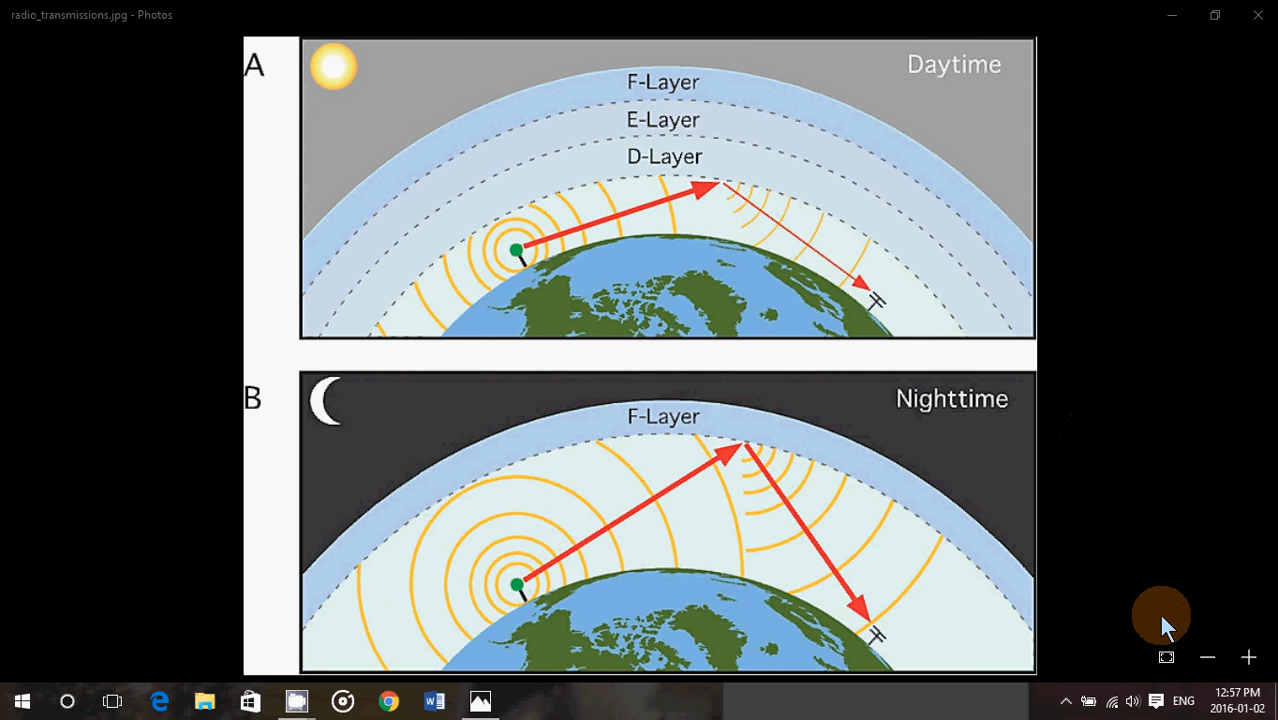 radio_transmissions.jpg - Photos
A
Daytime
F-Layer
E-Layer
D-Layer
B
Nighttime
F-Layer
ENG
12:57 PM
2016-01-02